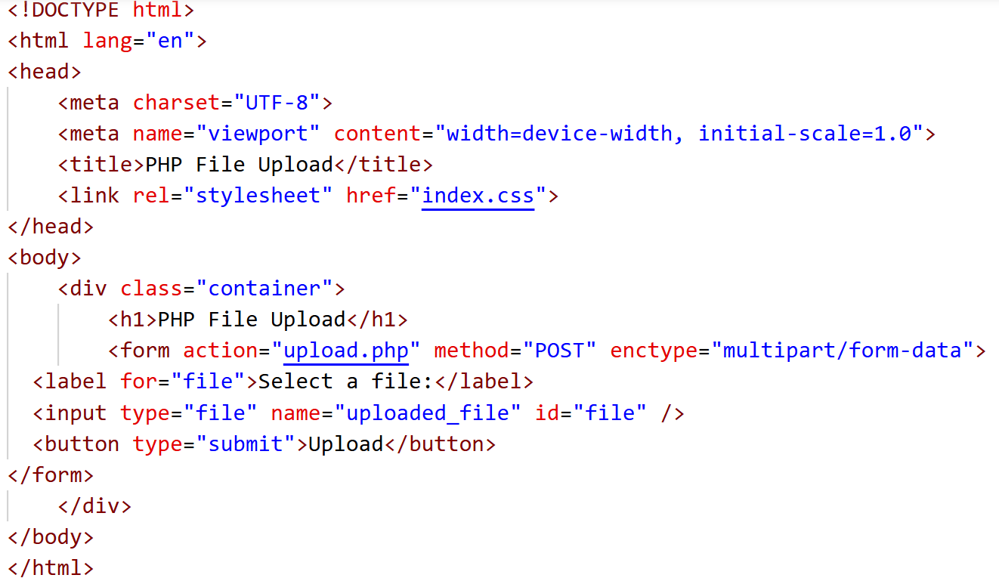 <!DOCTYPE html>
<html lang="en">
<head>
    <meta charset="UTF-8">
    <meta name="viewport" content="width=device-width, initial-scale=1.0">
    <title>PHP File Upload</title>
    <link rel="stylesheet" href="index.css">
</head>
<body>
    <div class="container">
        <h1>PHP File Upload</h1>
        <form action="upload.php" method="POST" enctype="multipart/form-data">
  <label for="file">Select a file:</label>
  <input type="file" name="uploaded_file" id="file" />
  <button type="submit">Upload</button>
</form>
    </div>
</body>
</html>